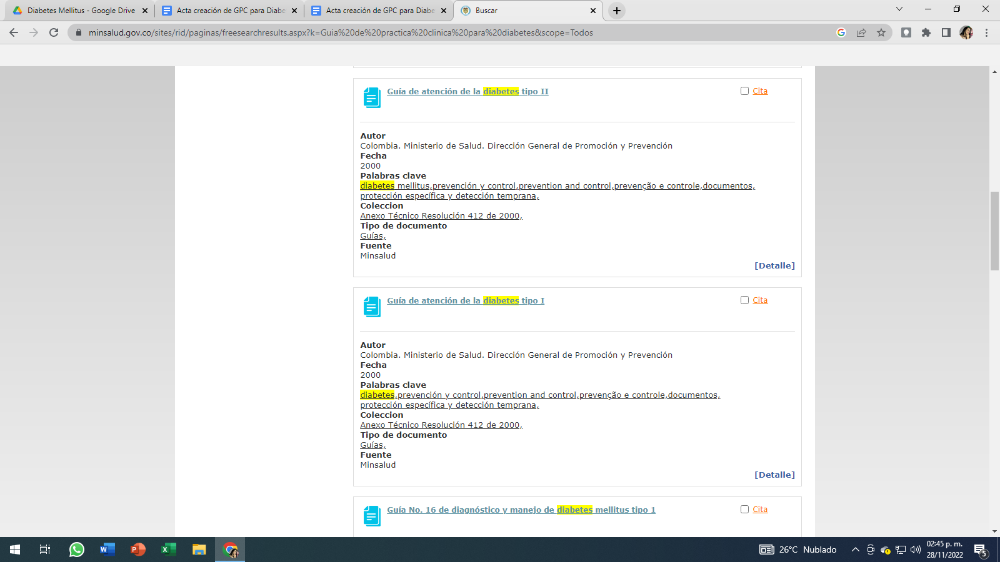 Diabetes Mellitus - Google Drive
Acta creación de GPC para Diabe
Acta creación de GPC para Diabe
Buscar
minsalud.gov.co/sites/rid/paginas/freesearchresults.aspx?k=Guia%20de%20practica%20clinica%20para%20diabetes&scope=Todos
Guía de atención de la diabetes tipo II
Cita
Autor
Colombia. Ministerio de Salud. Dirección General de Promoción y Prevención
Fecha
2000
Palabras clave
diabetes mellitus,prevención y control,prevention and control,prevenção e controle,documentos,
protección específica y detección temprana,
Coleccion
Anexo Técnico Resolución 412 de 2000,
Tipo de documento
Guías,
Fuente
Minsalud
[Detalle]
Guía de atención de la diabetes tipo I
Cita
Autor
Colombia. Ministerio de Salud. Dirección General de Promoción y Prevención
Fecha
2000
Palabras clave
diabetes,prevención y control,prevention and control,prevenção e controle,documentos,
protección específica y detección temprana,
Coleccion
Anexo Técnico Resolución 412 de 2000,
Tipo de documento
Guías,
Fuente
Minsalud
[Detalle]
Guía No. 16 de diagnóstico y manejo de diabetes mellitus tipo 1
Cita
26°C Nublado
02:45 p. m.
28/11/2022
5